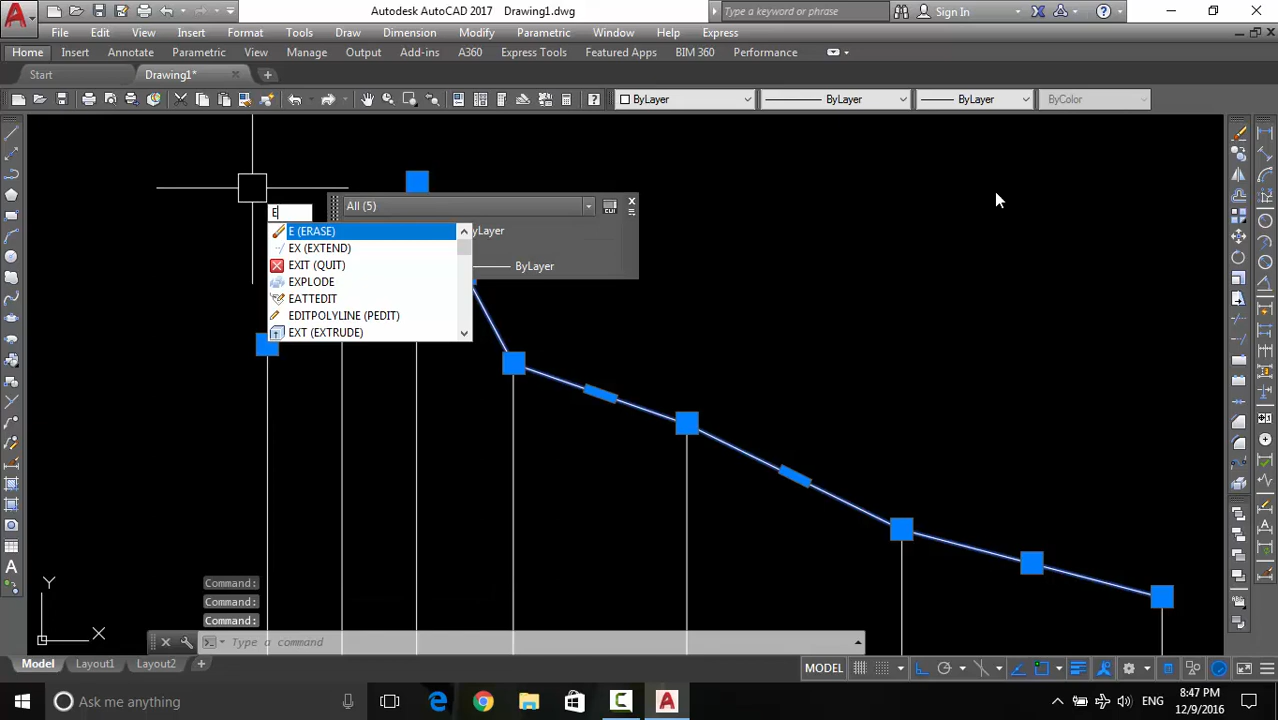 Autodesk AutoCAD 2017 Drawing1.dwg
Type a keyword or phrase
Sign In
File Edit View Insert Format Tools Draw Dimension Modify Parametric Window Help Express
Home Insert Annotate Parametric View Manage Output Add-ins A360 Express Tools Featured Apps BIM 360 Performance
Start Drawing1*
ByLayer ByLayer ByLayer ByColor
All (5)
E
E (ERASE)
EX (EXTEND)
EXIT (QUIT)
EXPLODE
EATTEDIT
EDITPOLYLINE (PEDIT)
EXT (EXTRUDE)
yLayer
ByLayer
Y
X
Command:
Command:
Command:
Type a command
Model Layout1 Layout2
MODEL
Ask me anything
ENG
8:47 PM
12/9/2016